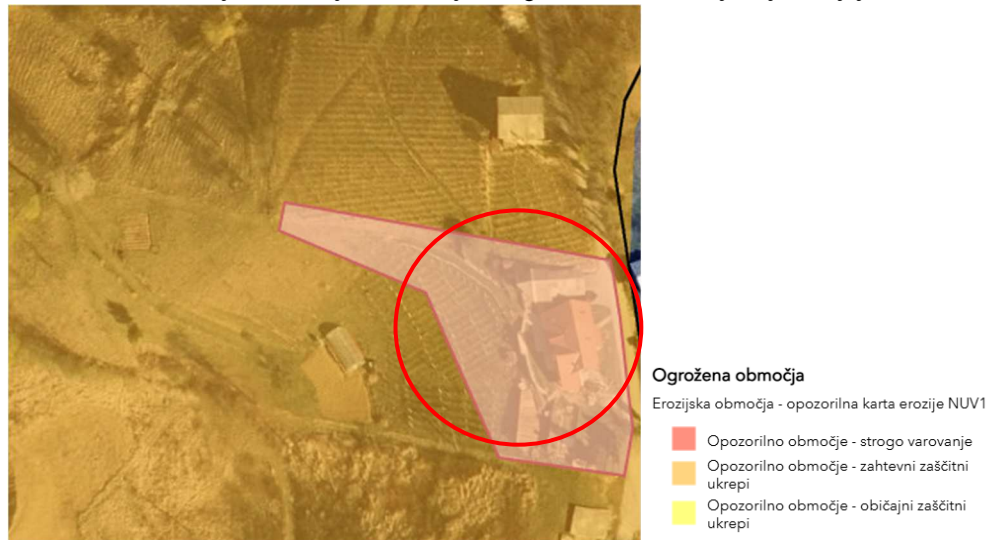 Ogrožena območja
Erozijska območja - opozorilna karta erozije NUV1
Opozorilno območje - strogo varovanje
Opozorilno območje - zahtevni zaščitni
ukrepi
Opozorilno območje - običajni zaščitni
ukrepi